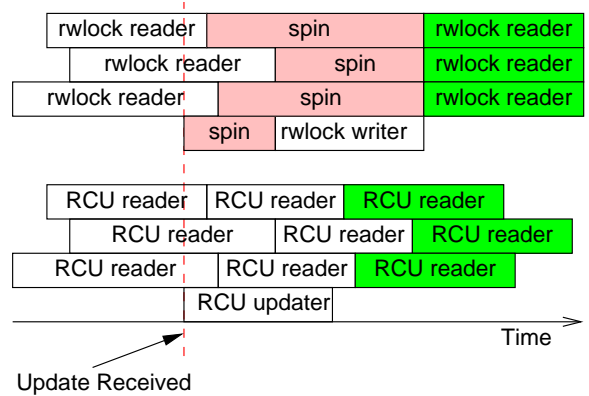 rwlock reader spin rwlock reader
rwlock reader spin rwlock reader
rwlock reader spin rwlock reader
spin rwlock writer
RCU reader RCU reader RCU reader
RCU reader RCU reader RCU reader
RCU reader RCU reader RCU reader
RCU updater
Time
Update Received